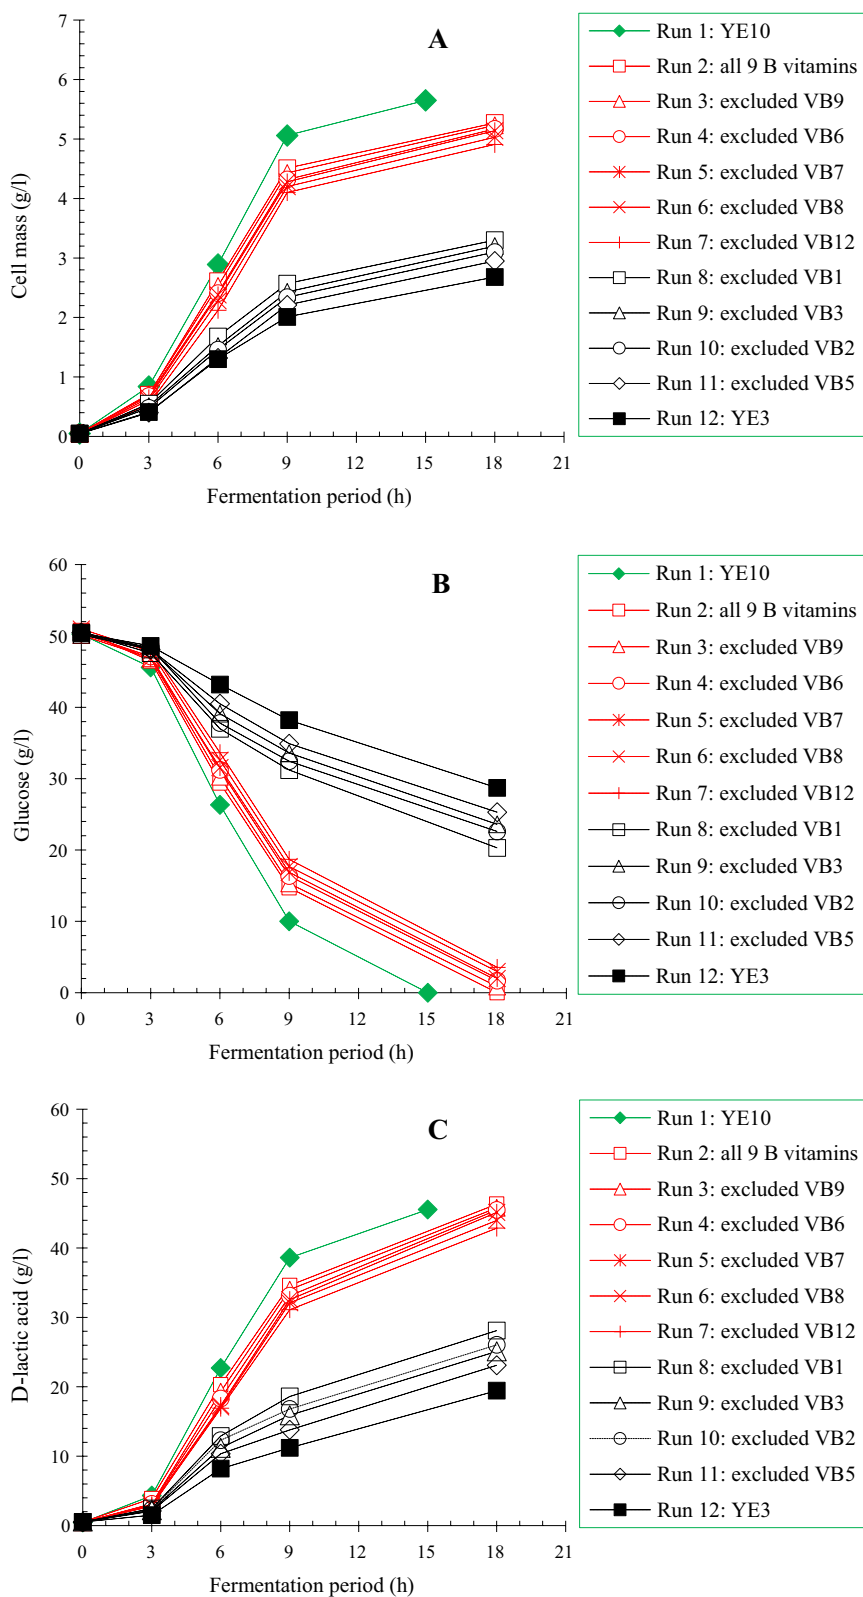 A
7
6
5
4
3
2
1
0
Cell mass (g/l)
0 3 6 9 12 15 18 21
Fermentation period (h)
Run 1: YE10
Run 2: all 9 B vitamins
Run 3: excluded VB9
Run 4: excluded VB6
Run 5: excluded VB7
Run 6: excluded VB8
Run 7: excluded VB12
Run 8: excluded VB1
Run 9: excluded VB3
Run 10: excluded VB2
Run 11: excluded VB5
Run 12: YE3
B
60
50
40
30
20
10
0
Glucose (g/l)
0 3 6 9 12 15 18 21
Fermentation period (h)
Run 1: YE10
Run 2: all 9 B vitamins
Run 3: excluded VB9
Run 4: excluded VB6
Run 5: excluded VB7
Run 6: excluded VB8
Run 7: excluded VB12
Run 8: excluded VB1
Run 9: excluded VB3
Run 10: excluded VB2
Run 11: excluded VB5
Run 12: YE3
C
60
50
40
30
20
10
0
D-lactic acid (g/l)
0 3 6 9 12 15 18 21
Fermentation period (h)
Run 1: YE10
Run 2: all 9 B vitamins
Run 3: excluded VB9
Run 4: excluded VB6
Run 5: excluded VB7
Run 6: excluded VB8
Run 7: excluded VB12
Run 8: excluded VB1
Run 9: excluded VB3
Run 10: excluded VB2
Run 11: excluded VB5
Run 12: YE3